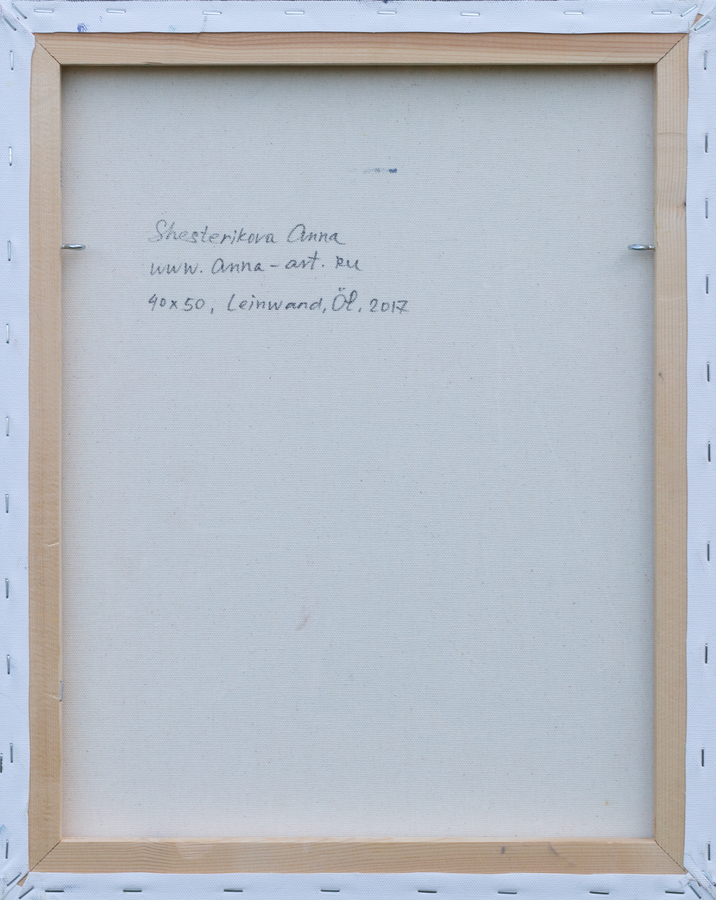 Shesterikova Anna
www. Anna-art. Ru
40x50, Leinwand, Öl, 2017